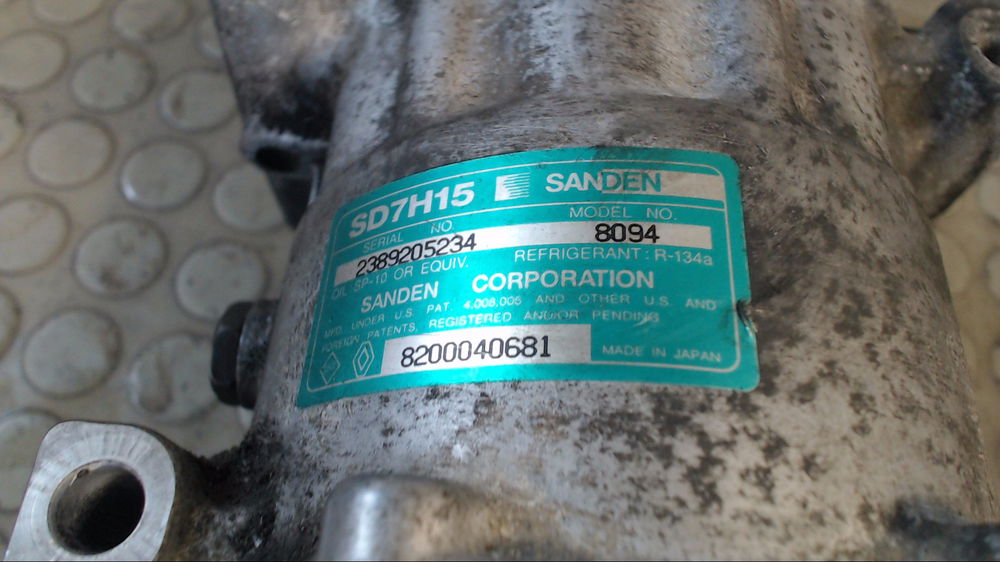 SD7H15 SANDEN
SERIAL NO. MODEL NO.
2389205234 8094
OIL SP-10 OR EQUIV. REFRIGERANT : R-134a
SANDEN CORPORATION
MFD. UNDER U.S. PAT. 4,008,005 AND OTHER U.S. AND
FOREIGN PATENTS, REGISTERED AND/OR PENDING
8200040681 MADE IN JAPAN